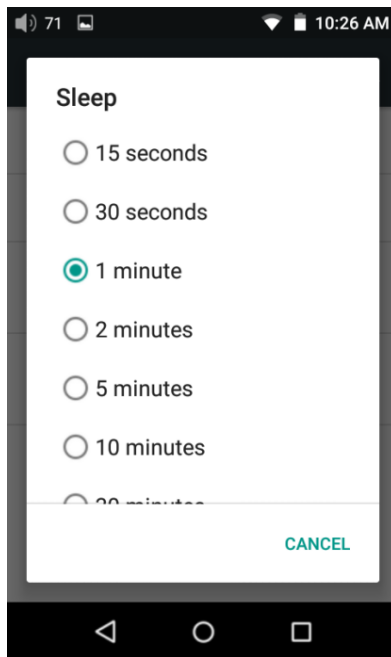 71 10:26 AM
Sleep
15 seconds
30 seconds
1 minute
2 minutes
5 minutes
10 minutes
CANCEL